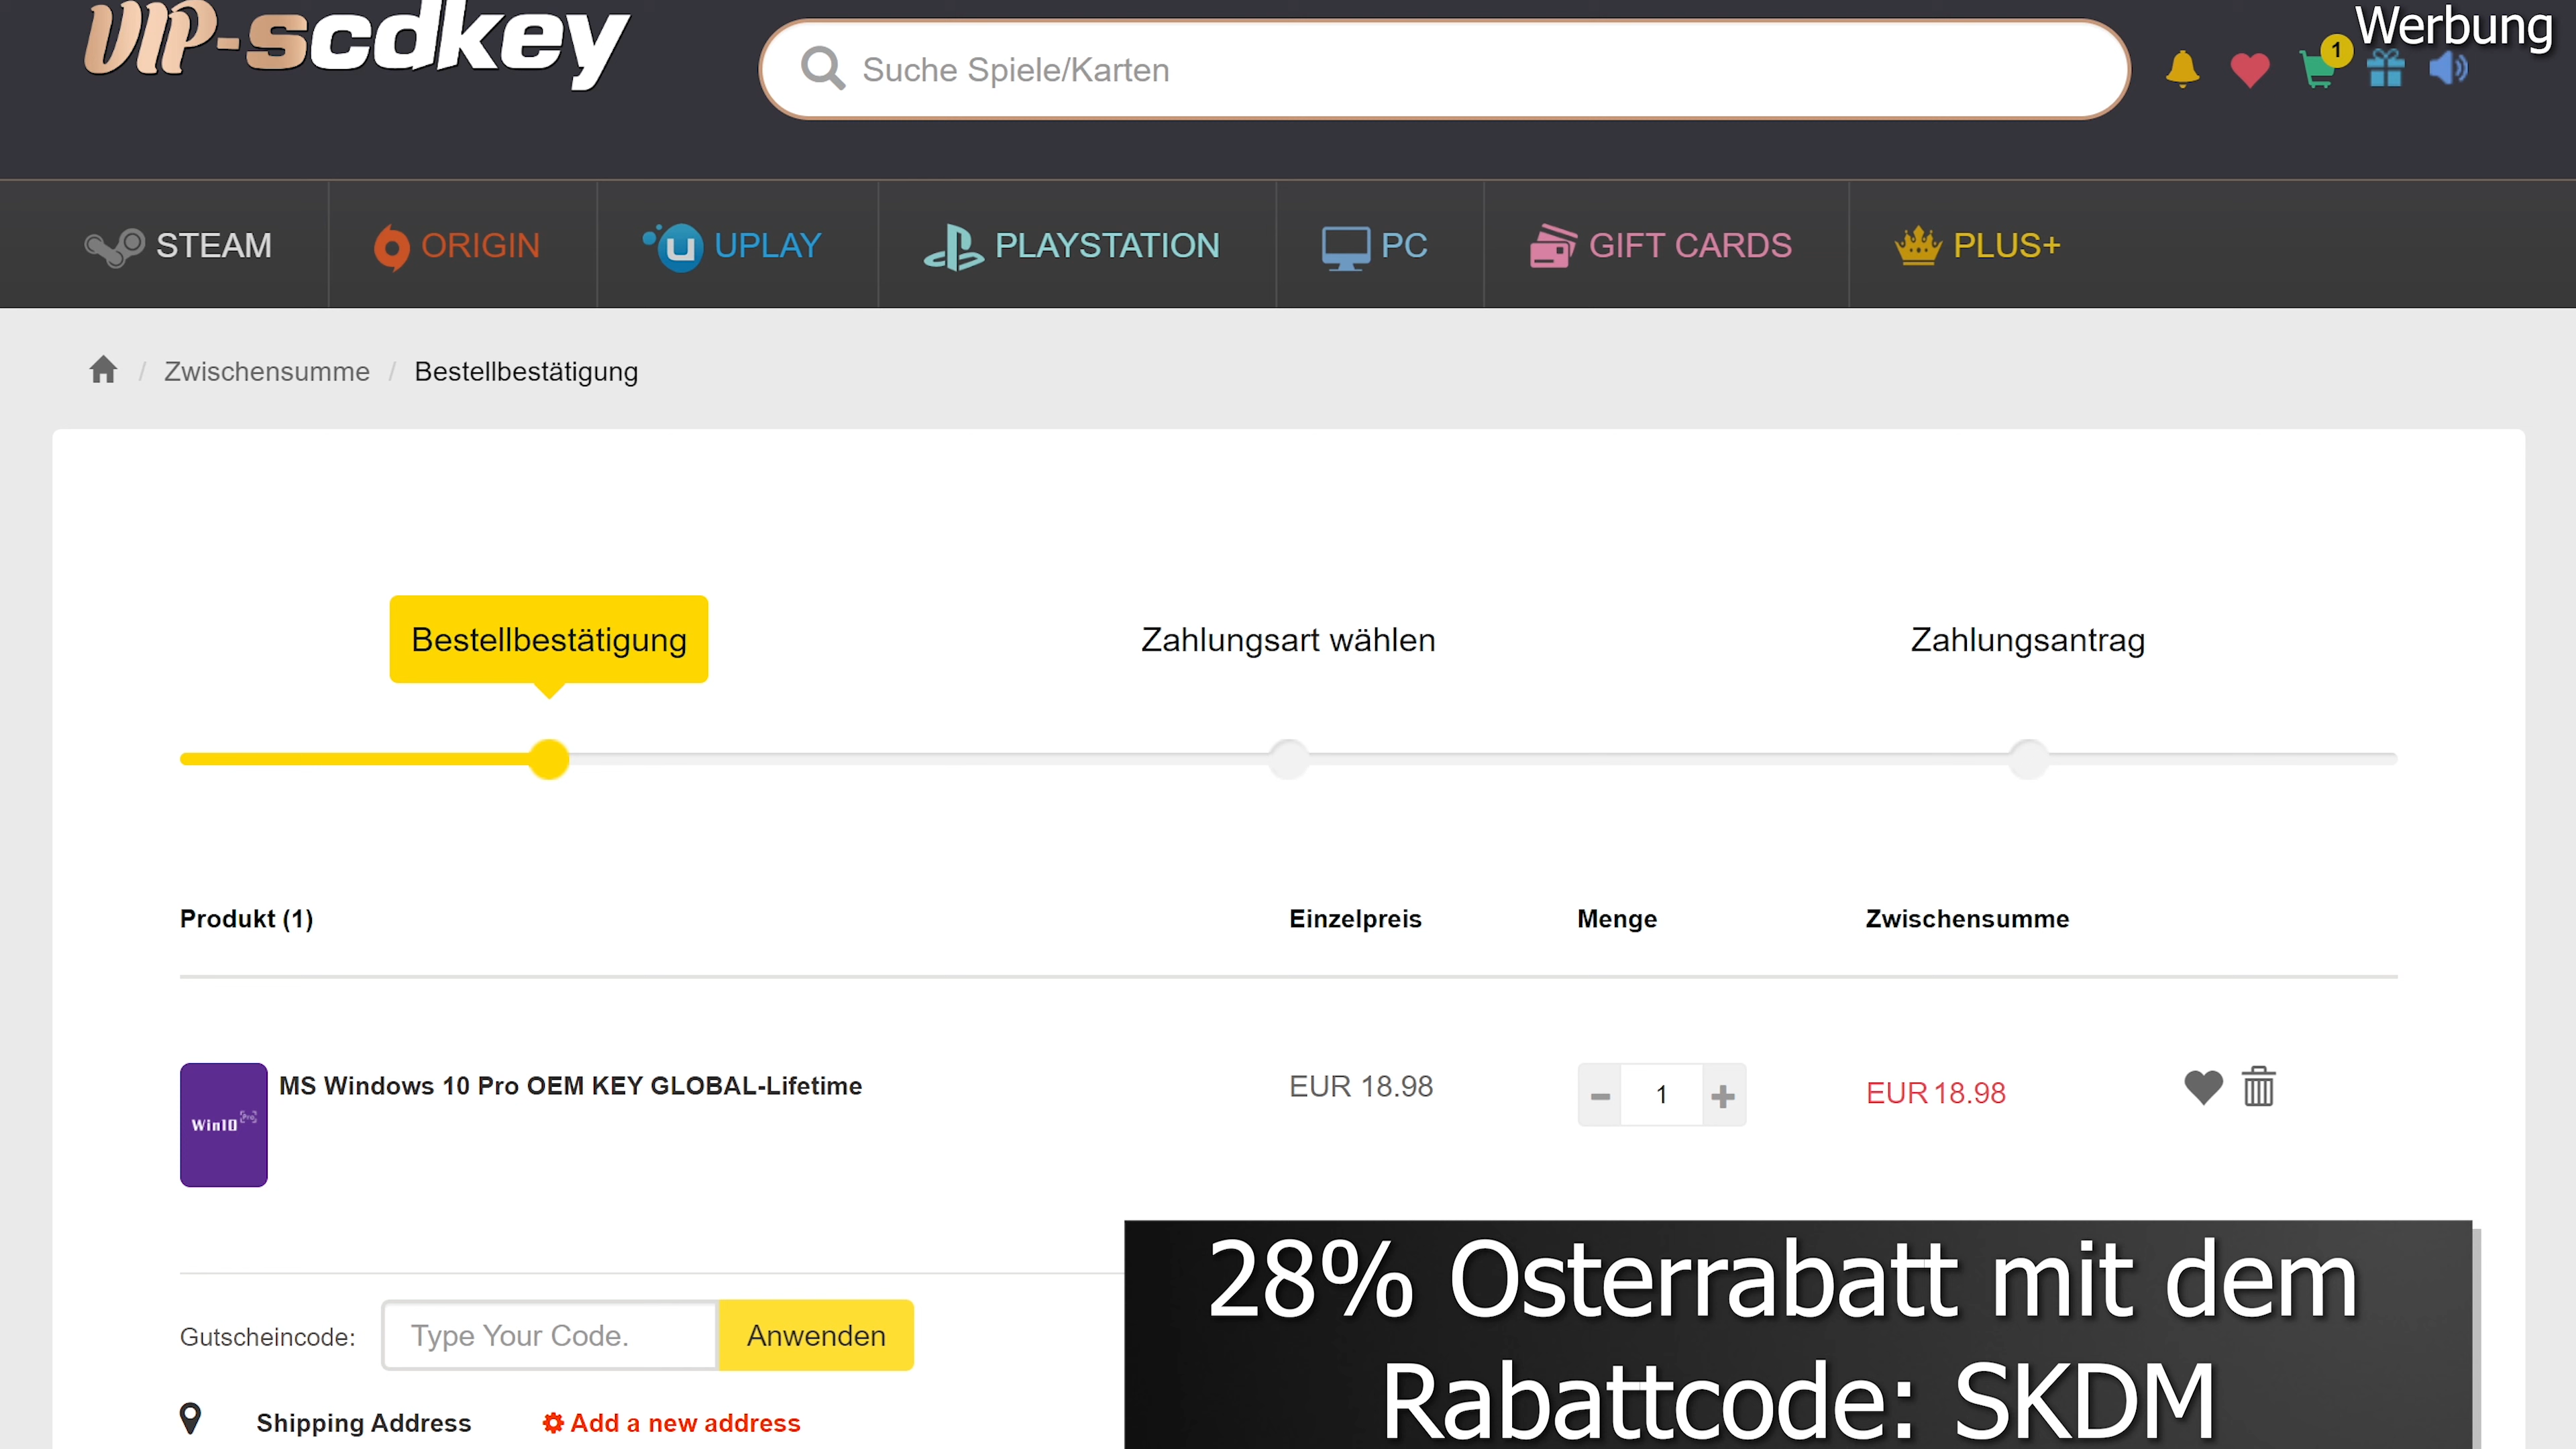 VIP-scdkey
Suche Spiele/Karten
1
Werbung
STEAM
ORIGIN
UPLAY
PLAYSTATION
PC
GIFT CARDS
PLUS+
/ Zwischensumme / Bestellbestätigung
Bestellbestätigung
Zahlungsart wählen
Zahlungsantrag
Produkt (1)
Einzelpreis
Menge
Zwischensumme
Win10 Pro
MS Windows 10 Pro OEM KEY GLOBAL-Lifetime
EUR 18.98
− 1 +
EUR 18.98
Gutscheincode:
Type Your Code.
Anwenden
Shipping Address
Add a new address
28% Osterrabatt mit dem
Rabattcode: SKDM